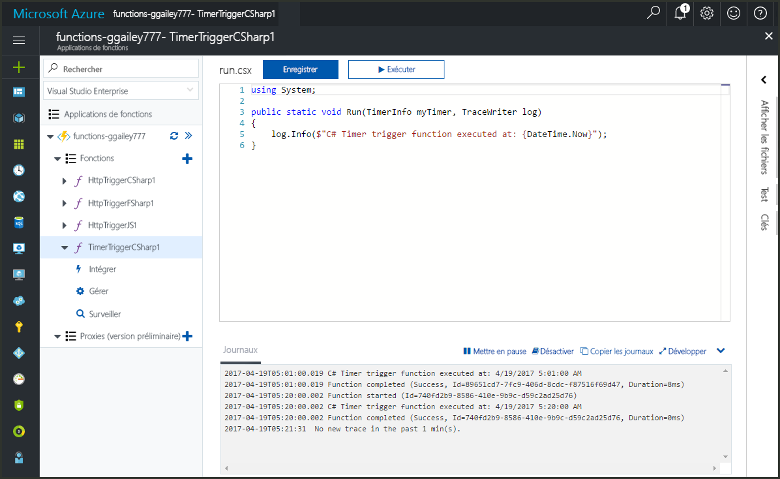 Microsoft Azure functions-ggailey777- TimerTriggerCSharp1
1
functions-ggailey777- TimerTriggerCSharp1
Applications de fonctions
Rechercher
Visual Studio Enterprise
Applications de fonctions
functions-ggailey777
Fonctions
HttpTriggerCSharp1
HttpTriggerFSharp1
HttpTriggerJS1
TimerTriggerCSharp1
Intégrer
Gérer
Surveiller
Proxies (version préliminaire)
run.csx
Enregistrer
Exécuter
1 using System;
2
3 public static void Run(TimerInfo myTimer, TraceWriter log)
4 {
5 log.Info($"C# Timer trigger function executed at: {DateTime.Now}");
6 }
Journaux
Mettre en pause
Désactiver
Copier les journaux
Développer
2017-04-19T05:01:00.019 C# Timer trigger function executed at: 4/19/2017 5:01:00 AM
2017-04-19T05:01:00.019 Function completed (Success, Id=89651cd7-7fc9-406d-8cdc-f87516f69d47, Duration=8ms)
2017-04-19T05:20:00.002 Function started (Id=740fd2b9-8586-410e-9b9c-d59c2ad25d76)
2017-04-19T05:20:00.002 C# Timer trigger function executed at: 4/19/2017 5:20:00 AM
2017-04-19T05:20:00.002 Function completed (Success, Id=740fd2b9-8586-410e-9b9c-d59c2ad25d76, Duration=0ms)
2017-04-19T05:21:31 No new trace in the past 1 min(s).
Afficher les fichiers
Test
Clés